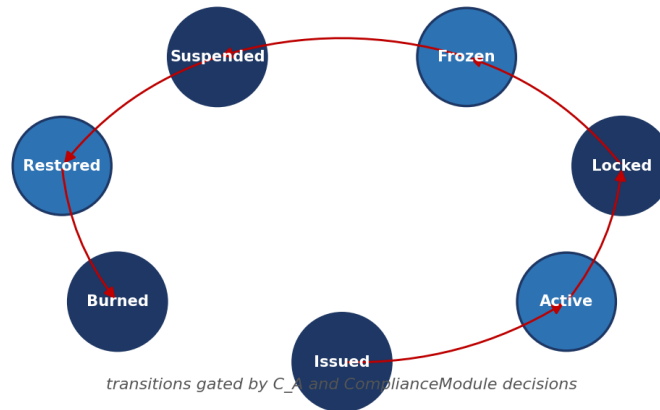 Suspended
Frozen
Restored
Locked
Burned
Active
Issued
transitions gated by C_A and ComplianceModule decisions